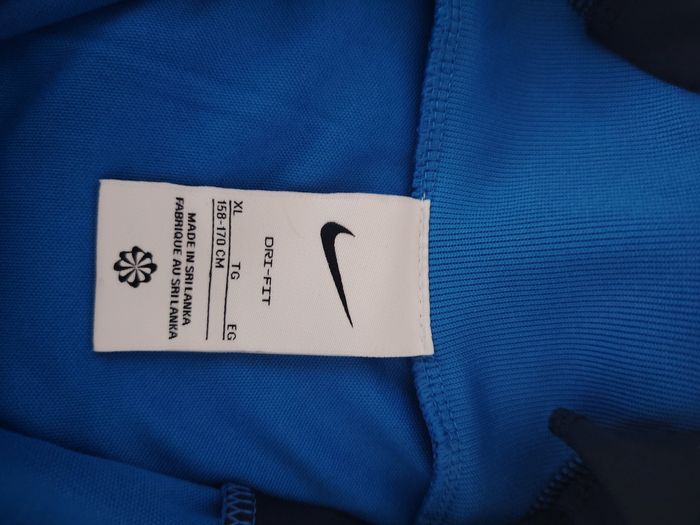 DRI-FIT
XL TG EG
158-170 CM
MADE IN SRI LANKA
FABRIQUE AU SRI LANKA